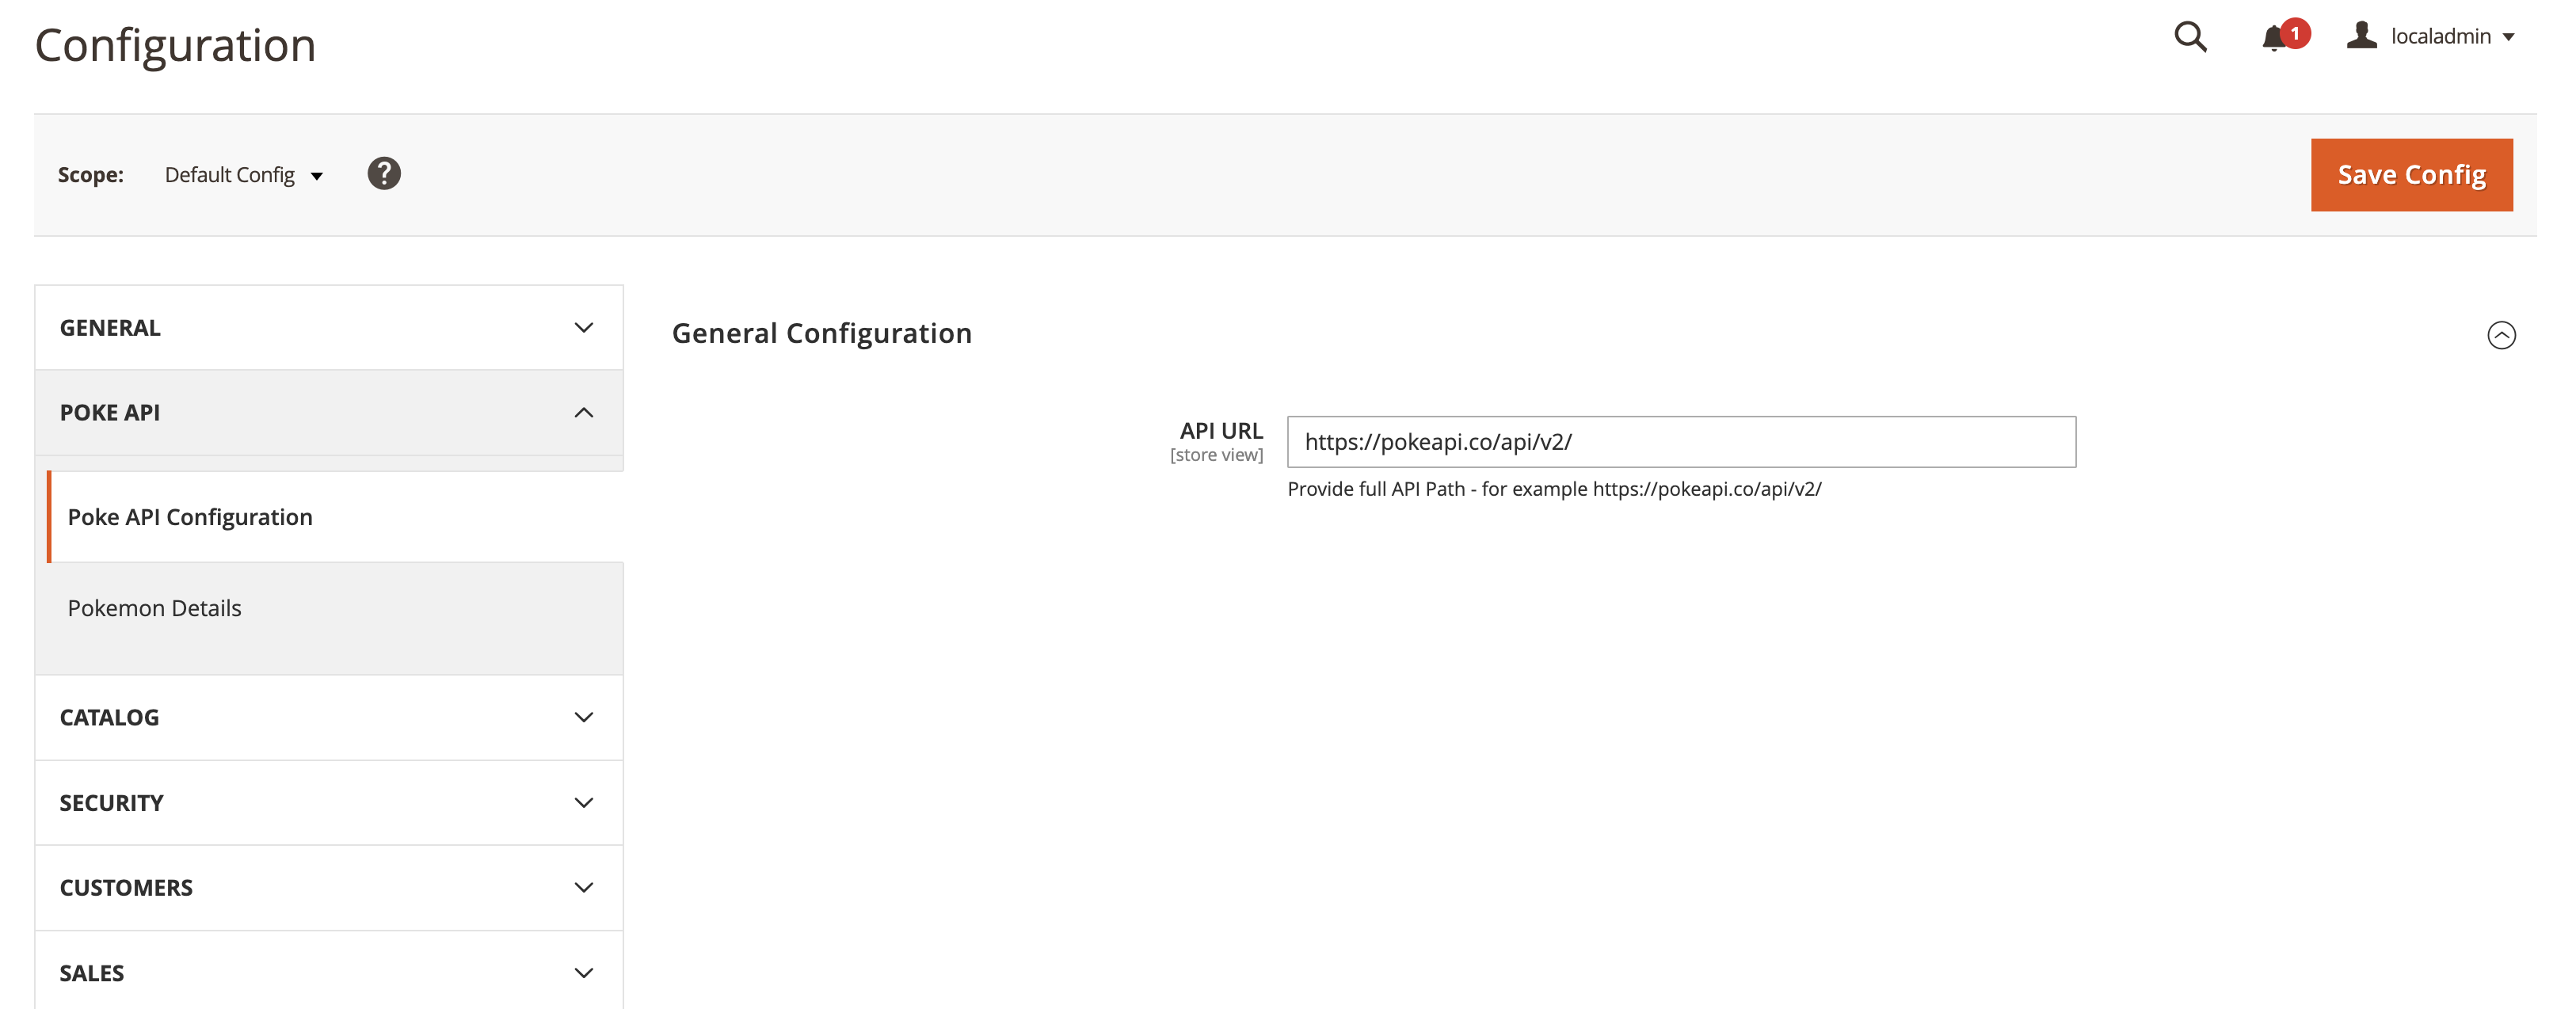 Configuration
1
localadmin
Scope:
Default Config
?
Save Config
GENERAL
POKE API
Poke API Configuration
Pokemon Details
CATALOG
SECURITY
CUSTOMERS
SALES
General Configuration
API URL
[store view]
https://pokeapi.co/api/v2/
Provide full API Path - for example https://pokeapi.co/api/v2/